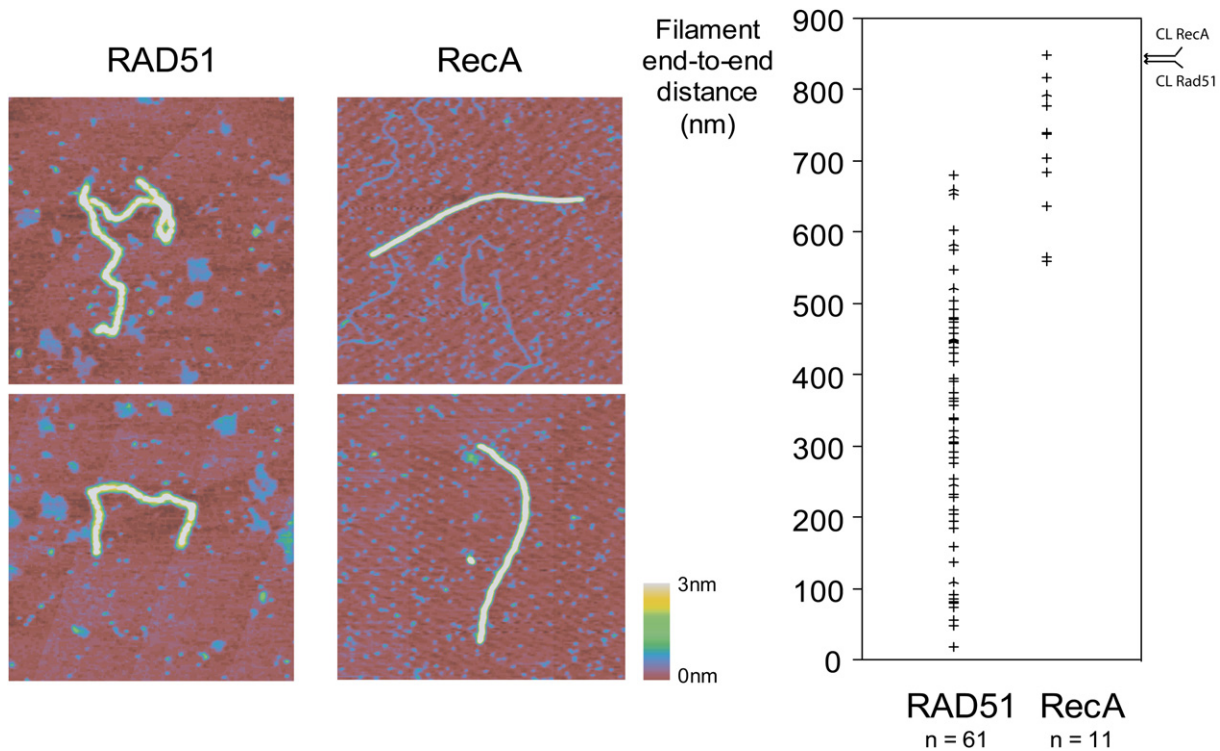 RAD51
RecA
3nm
0nm
Filament
end-to-end
distance
(nm)
900
800
700
600
500
400
300
200
100
0
CL RecA
CL Rad51
RAD51
n = 61
RecA
n = 11